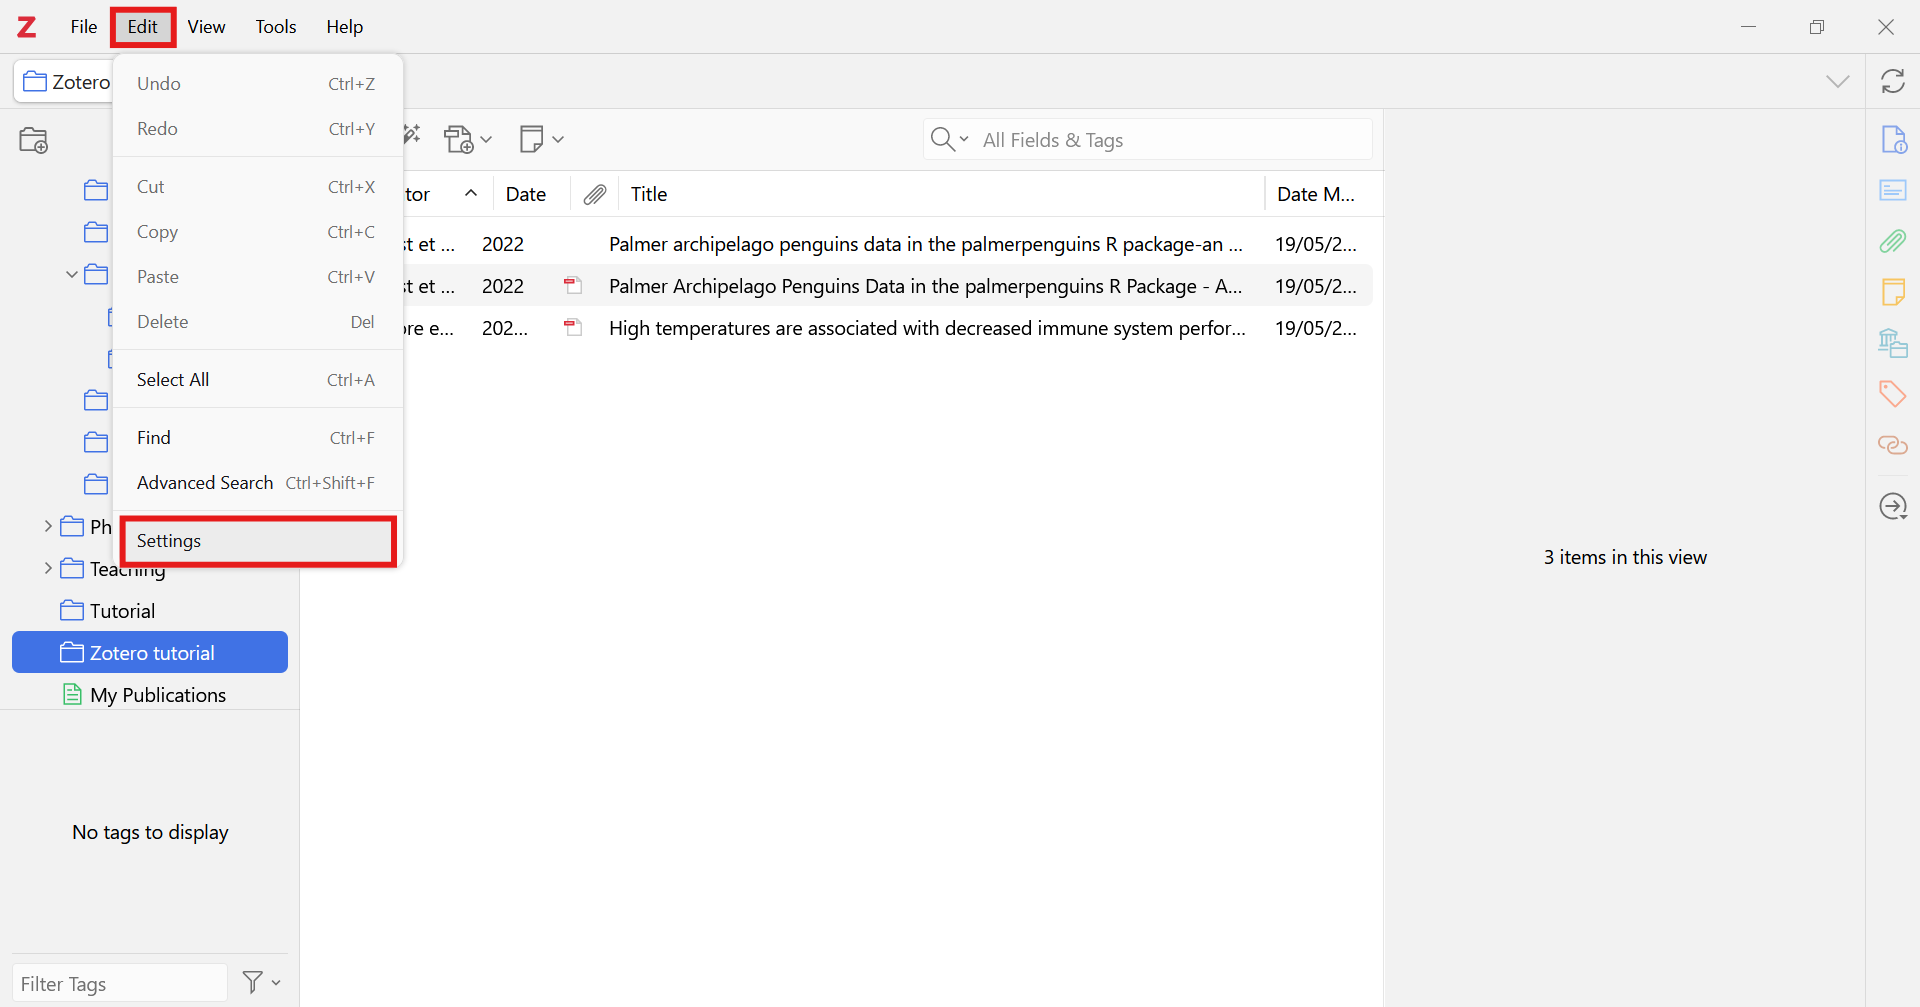 Z File Edit View Tools Help
Zotero
Undo Ctrl+Z
Redo Ctrl+Y
Cut Ctrl+X
Copy Ctrl+C
Paste Ctrl+V
Delete Del
Select All Ctrl+A
Find Ctrl+F
Advanced Search Ctrl+Shift+F
Settings
Ph
Teaching
Tutorial
Zotero tutorial
My Publications
No tags to display
Filter Tags
All Fields & Tags
tor Date Title Date M...
st et ... 2022 Palmer archipelago penguins data in the palmerpenguins R package-an ... 19/05/2...
st et ... 2022 Palmer Archipelago Penguins Data in the palmerpenguins R Package - A... 19/05/2...
ore e... 202... High temperatures are associated with decreased immune system perfor... 19/05/2...
3 items in this view